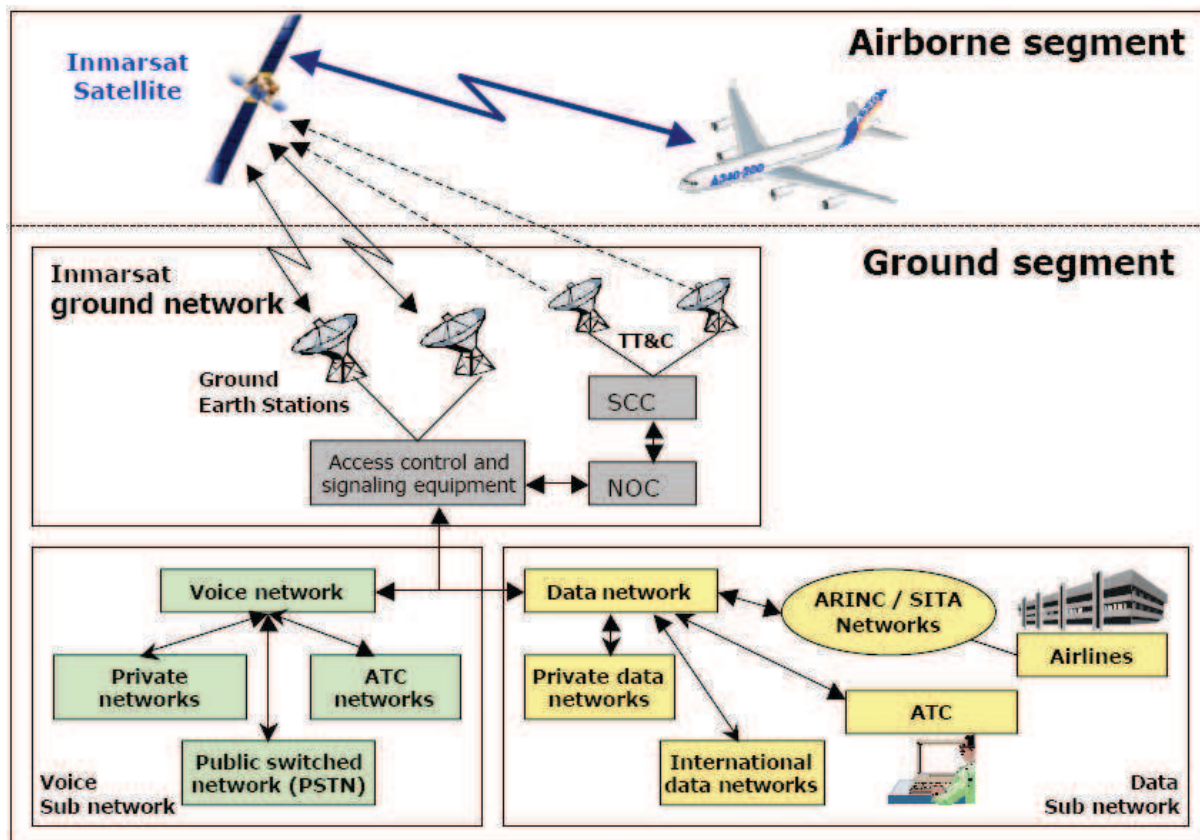 Airborne segment
Inmarsat
Satellite
A340-200
Ground segment
Inmarsat
ground network
TT&C
Ground
Earth Stations
SCC
Access control and
signaling equipment
NOC
Voice network
Private
networks
ATC
networks
Public switched
network (PSTN)
Voice
Sub network
Data network
ARINC / SITA
Networks
Airlines
Private data
networks
ATC
International
data networks
Data
Sub network